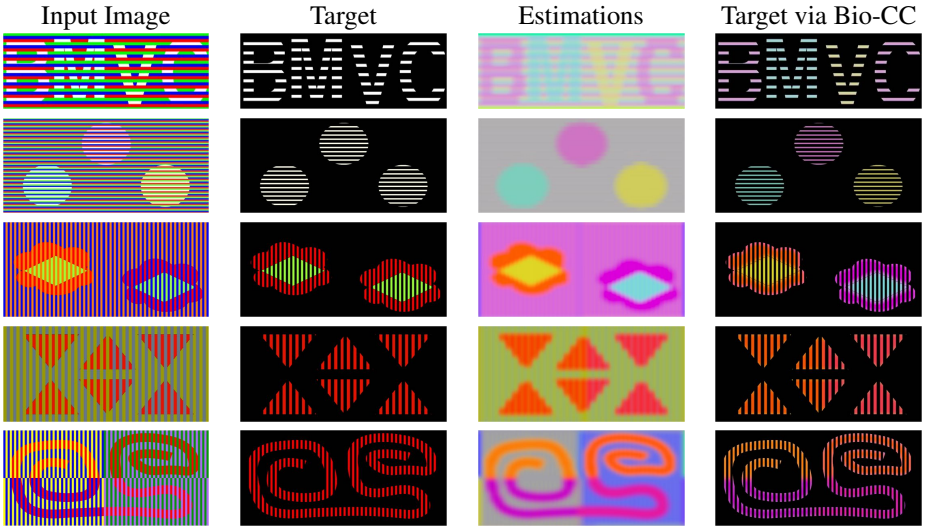 Input Image Target Estimations Target via Bio-CC
BMVC BMVC BMVC BMVC